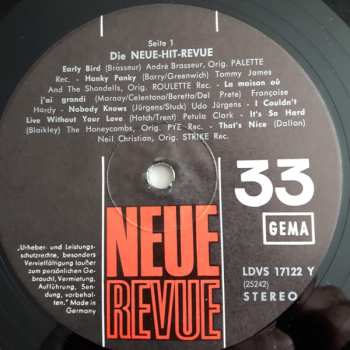 Seite 1
Die NEUE-HIT-REVUE
Early Bird (Brasseur) André Brasseur, Orig. PALETTE
Rec. - Hanky Panky (Barry/Greenwich) Tommy James
And The Shondells, Orig. ROULETTE Rec. - La maison où
j'ai grandi (Marnay/Celentano/Beretta/Del Prete) Française
Hardy - Nobody Knows (Jürgens/Stuck) Udo Jürgens - I Couldn't
Live Without Your Love (Hatch/Trent) Petula Clark - It's So Hard
(Blaikley) The Honeycombs, Orig. PYE Rec. - That's Nice (Dallon)
Neil Christian, Orig. STRIKE Rec.
33
GEMA
NEUE
REVUE
„Urheber- und Leistungs-
schutzrechte, besonders
Vervielfältigung (außer
zum persönlichen Ge-
brauch), Vermietung,
Aufführung, Sen-
dung, vorbehal-
ten." Made in
Germany
LDVS 17122 Y
(25242)
STEREO